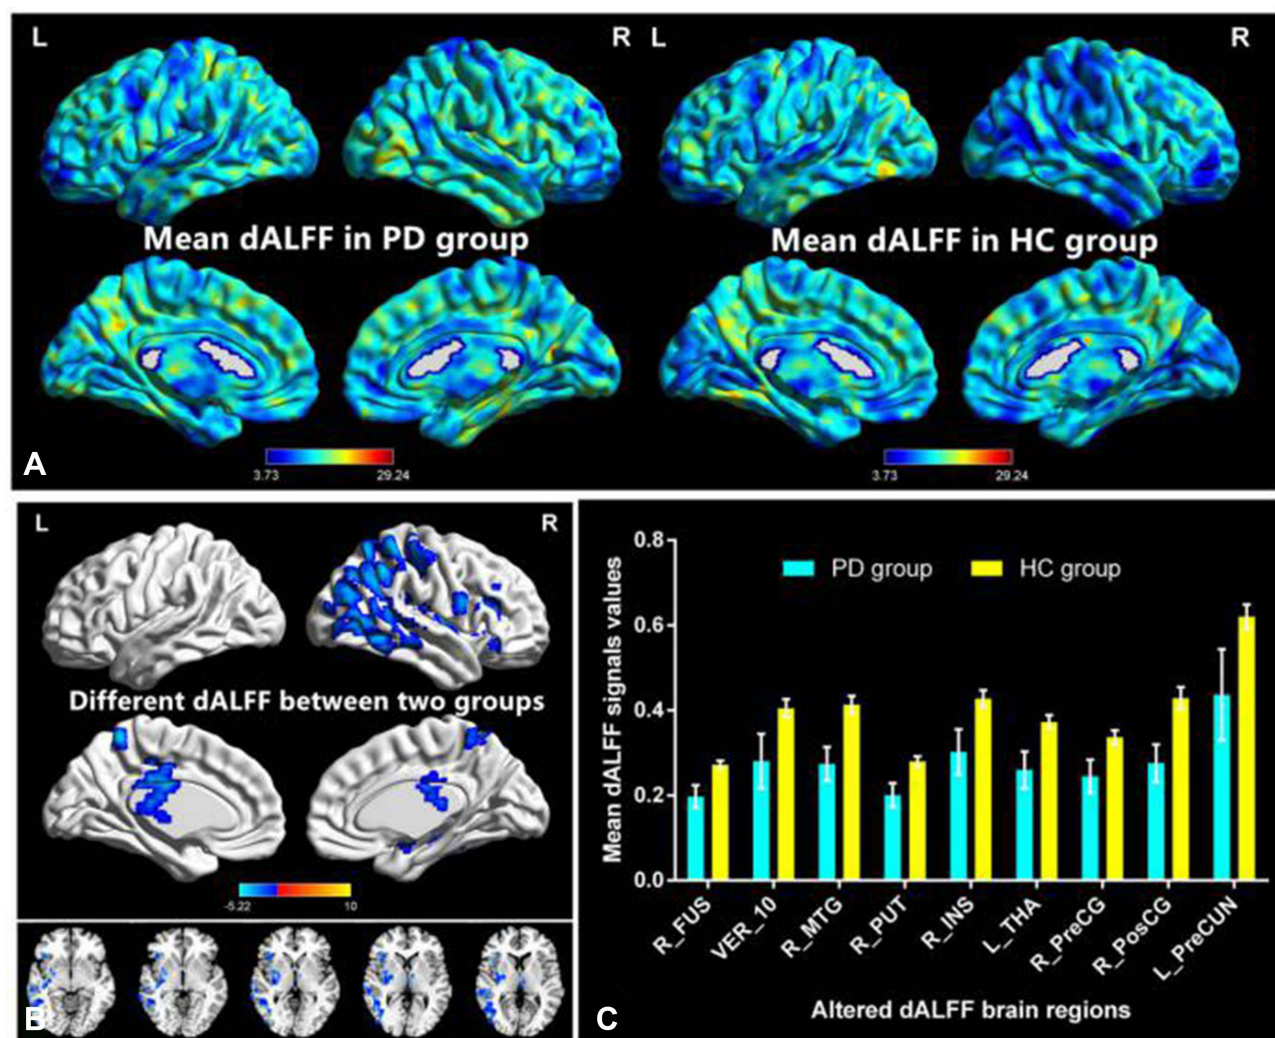 L R L R
Mean dALFF in PD group Mean dALFF in HC group
3.73 29.24 3.73 29.24
A
L R
Different dALFF between two groups
-5.22 10
B
0.8
0.6
0.4
0.2
0.0
Mean dALFF signals values
PD group HC group
R_FUS VER_10 R_MTG R_PUT R_INS L_THA R_PreCG R_PosCG L_PreCUN
Altered dALFF brain regions
C